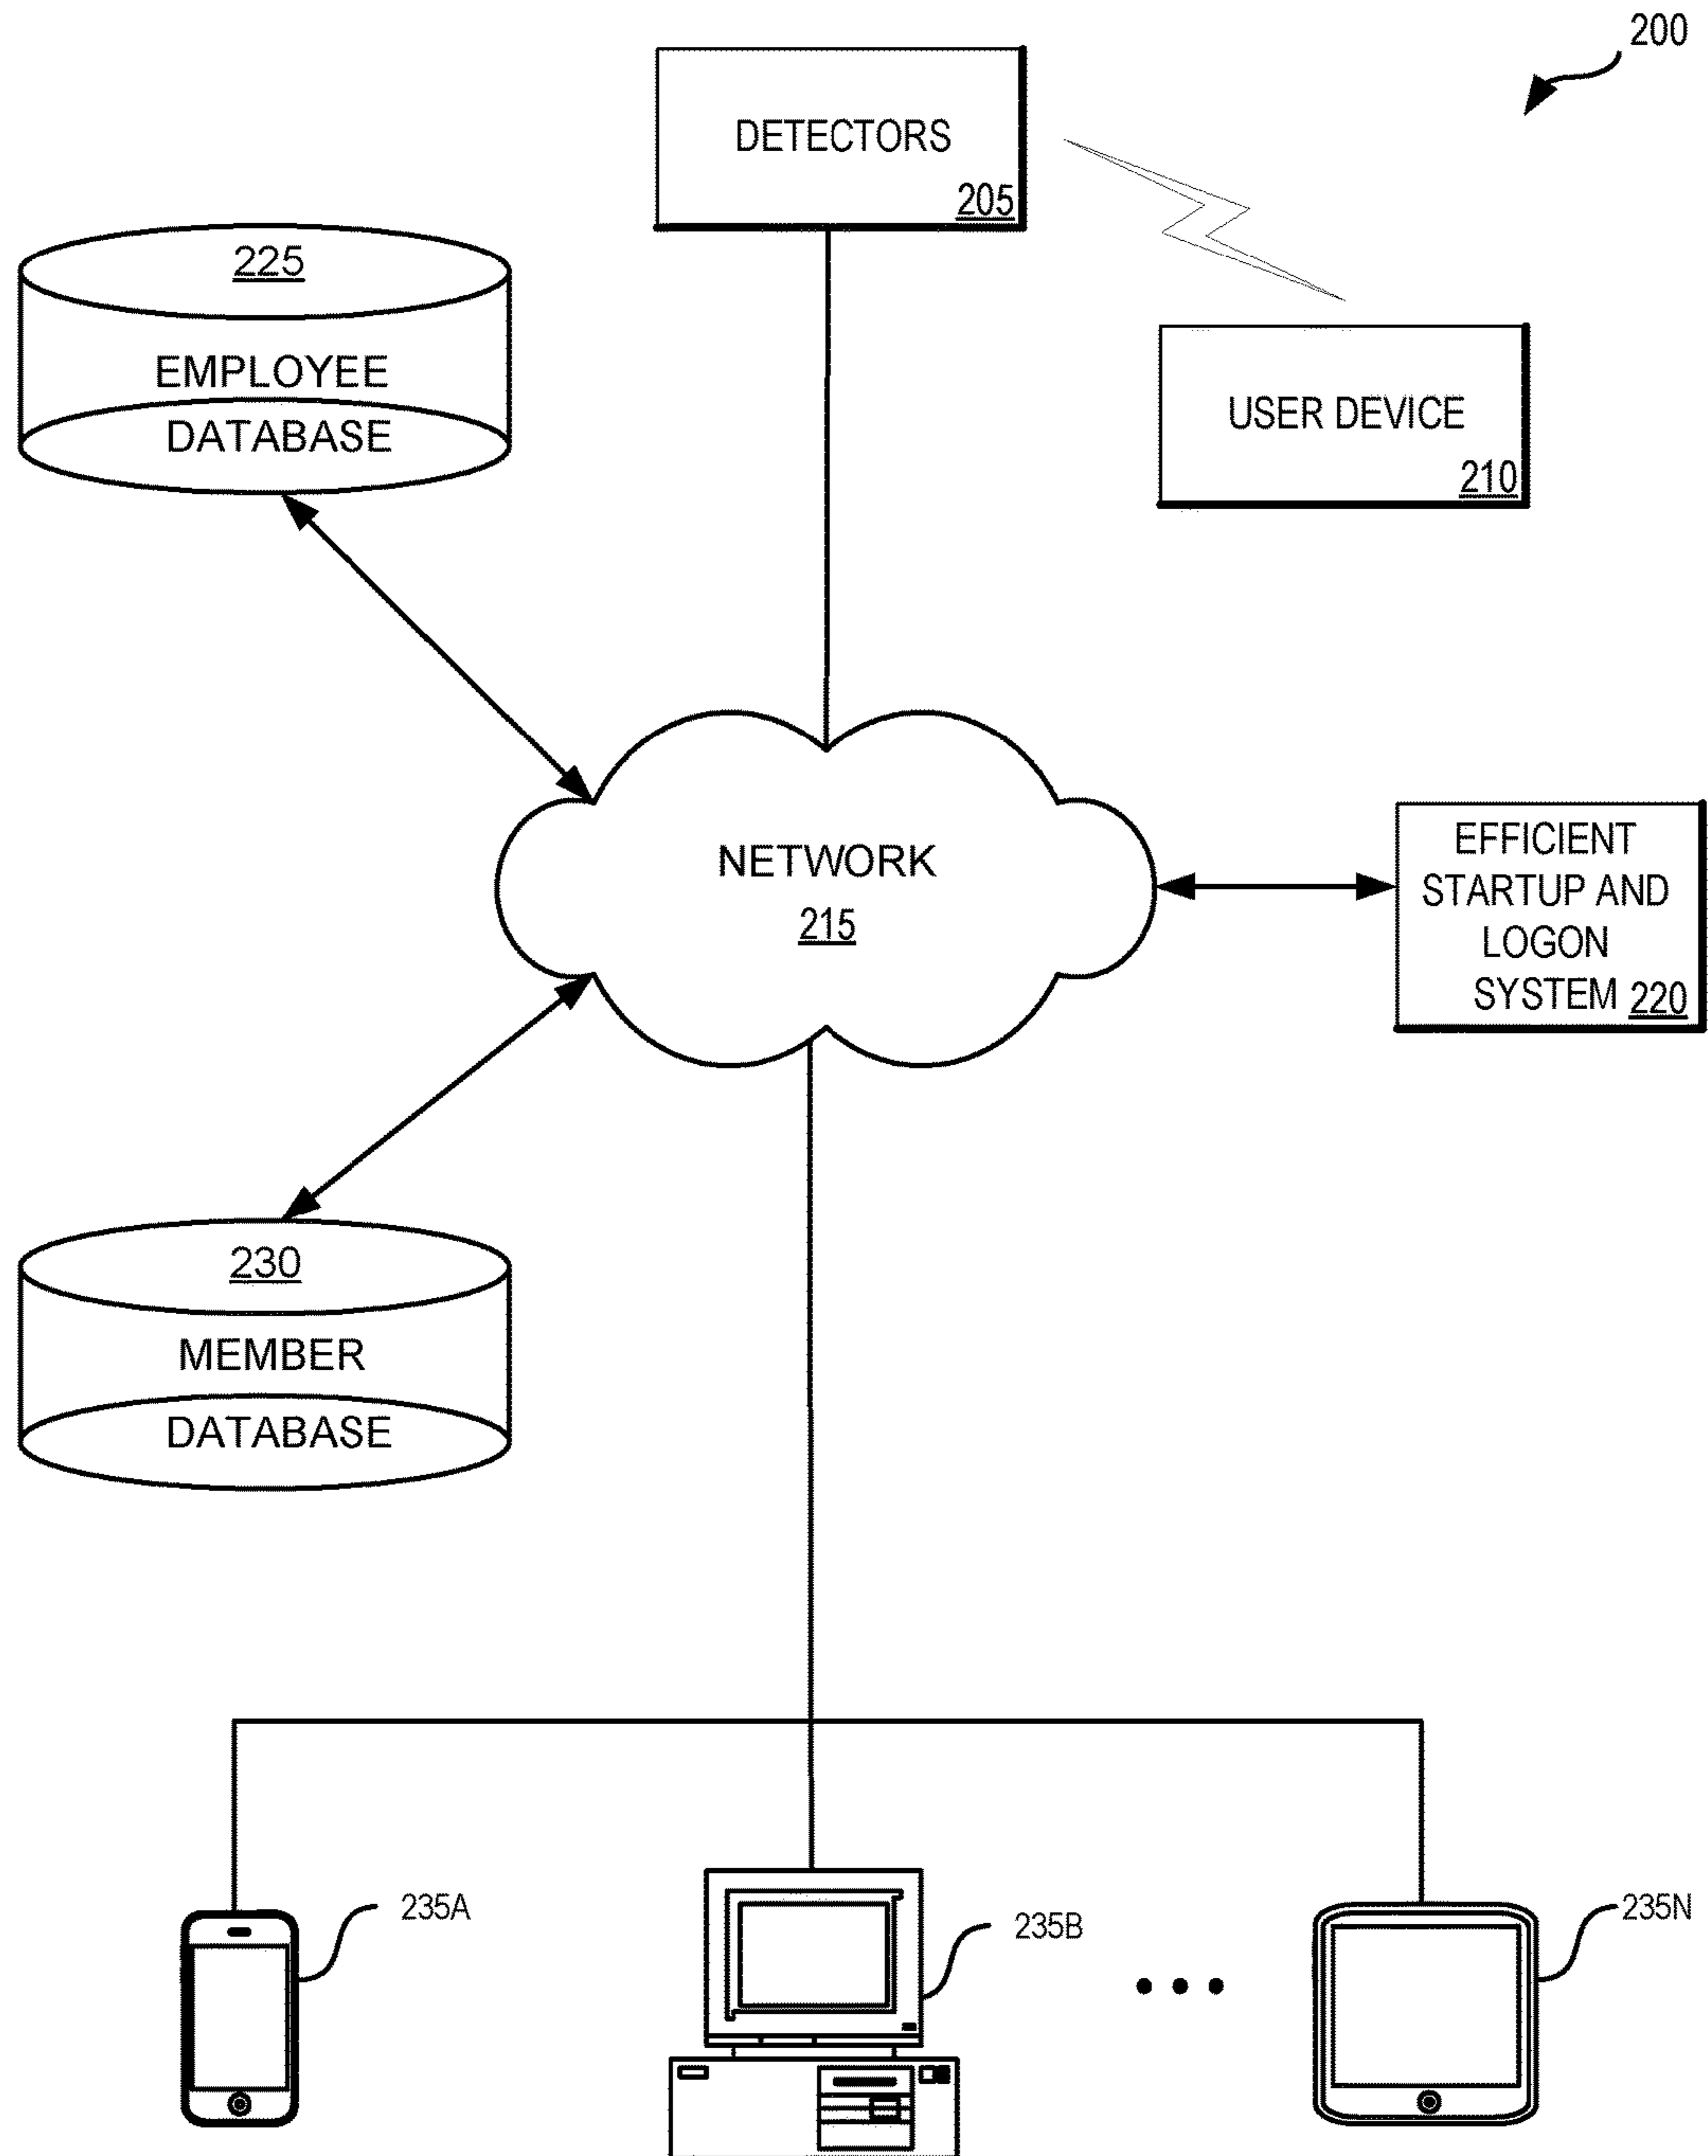 200
DETECTORS
205
225
EMPLOYEE
DATABASE
USER DEVICE
210
NETWORK
215
EFFICIENT
STARTUP AND
LOGON
SYSTEM 220
230
MEMBER
DATABASE
235A
235B
235N